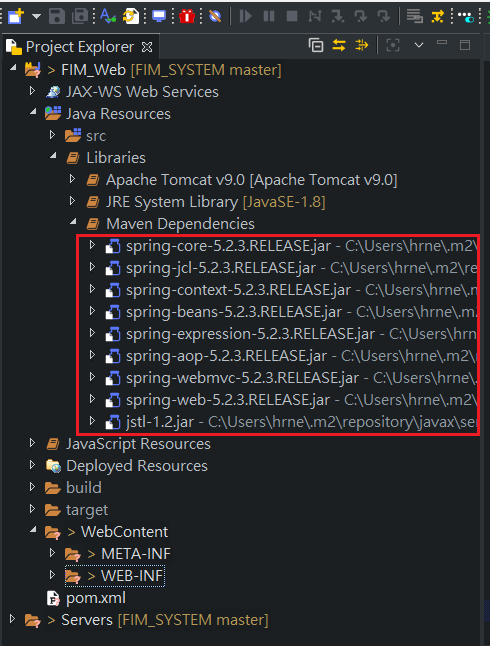 Project Explorer
> FIM_Web [FIM_SYSTEM master]
JAX-WS Web Services
Java Resources
src
Libraries
Apache Tomcat v9.0 [Apache Tomcat v9.0]
JRE System Library [JavaSE-1.8]
Maven Dependencies
spring-core-5.2.3.RELEASE.jar - C:\Users\hrne\.m2\
spring-jcl-5.2.3.RELEASE.jar - C:\Users\hrne\.m2\re
spring-context-5.2.3.RELEASE.jar - C:\Users\hrne\.
spring-beans-5.2.3.RELEASE.jar - C:\Users\hrne\.m2
spring-expression-5.2.3.RELEASE.jar - C:\Users\hrn
spring-aop-5.2.3.RELEASE.jar - C:\Users\hrne\.m2\r
spring-webmvc-5.2.3.RELEASE.jar - C:\Users\hrne\.
spring-web-5.2.3.RELEASE.jar - C:\Users\hrne\.m2\
jstl-1.2.jar - C:\Users\hrne\.m2\repository\javax\se
JavaScript Resources
Deployed Resources
build
target
> WebContent
> META-INF
> WEB-INF
pom.xml
> Servers [FIM_SYSTEM master]